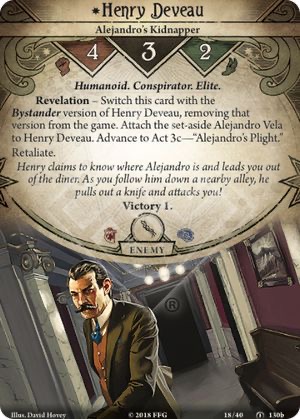 Henry Deveau
Alejandro's Kidnapper
4 3 2
Humanoid. Conspirator. Elite.
Revelation – Switch this card with the
Bystander version of Henry Deveau, removing that
version from the game. Attach the set-aside Alejandro Vela
to Henry Deveau. Advance to Act 3c—"Alejandro's Plight."
Retaliate.
Henry claims to know where Alejandro is and leads you
out of the diner. As you follow him down a nearby alley, he
pulls out a knife and attacks you!
Victory 1.
ENEMY
®
Illus. David Hovey
© 2018 FFG
18/40
130b